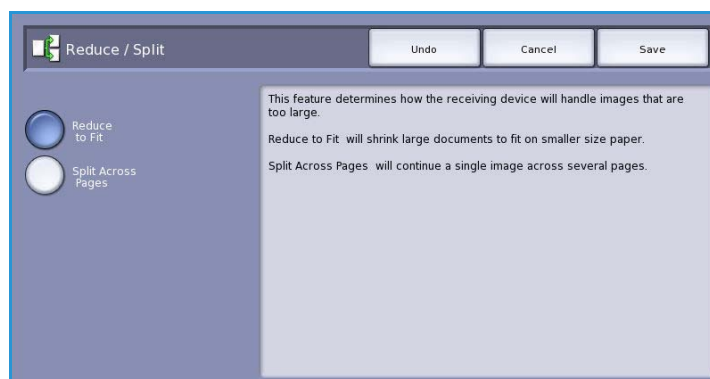 Reduce / Split
Undo
Cancel
Save
Reduce
to Fit
Split Across
Pages
This feature determines how the receiving device will handle images that are
too large.
Reduce to Fit will shrink large documents to fit on smaller size paper.
Split Across Pages will continue a single image across several pages.